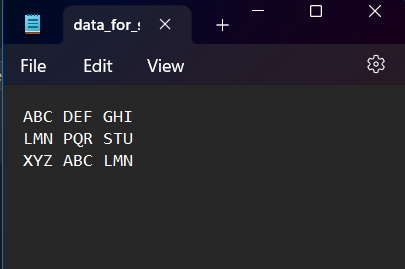 data_for_s
File Edit View
ABC DEF GHI
LMN PQR STU
XYZ ABC LMN